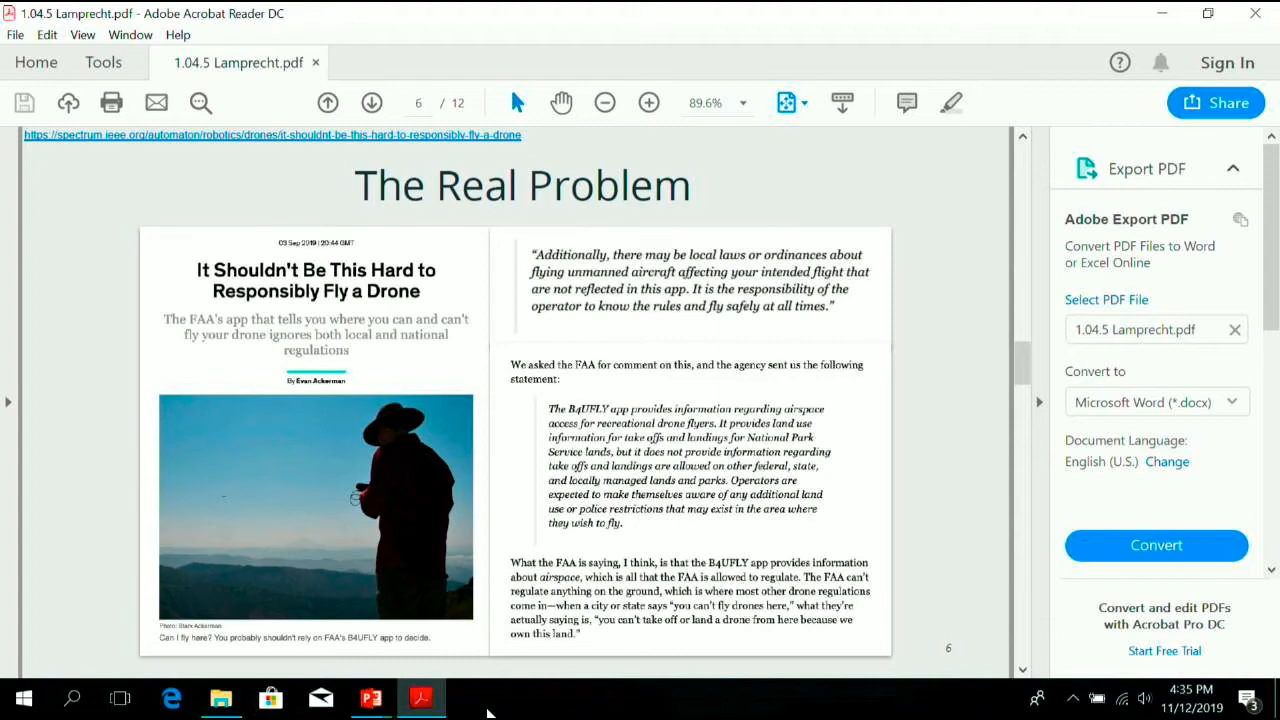 1.04.5 Lamprecht.pdf - Adobe Acrobat Reader DC
File Edit View Window Help
Home Tools 1.04.5 Lamprecht.pdf × Sign In
6 / 12 89.6% Share
https://spectrum.ieee.org/automaton/robotics/drones/it-shouldnt-be-this-hard-to-responsibly-fly-a-drone
The Real Problem
03 Sep 2019 | 20:44 GMT
It Shouldn't Be This Hard to
Responsibly Fly a Drone
The FAA's app that tells you where you can and can't
fly your drone ignores both local and national
regulations
By Evan Ackerman
Photo: Stark Ackerman
Can I fly here? You probably shouldn't rely on FAA's B4UFLY app to decide.
“Additionally, there may be local laws or ordinances about
flying unmanned aircraft affecting your intended flight that
are not reflected in this app. It is the responsibility of the
operator to know the rules and fly safely at all times.”
We asked the FAA for comment on this, and the agency sent us the following
statement:
The B4UFLY app provides information regarding airspace
access for recreational drone flyers. It provides land use
information for take offs and landings for National Park
Service lands, but it does not provide information regarding
take offs and landings are allowed on other federal, state,
and locally managed lands and parks. Operators are
expected to make themselves aware of any additional land
use or police restrictions that may exist in the area where
they wish to fly.
What the FAA is saying, I think, is that the B4UFLY app provides information
about airspace, which is all that the FAA is allowed to regulate. The FAA can't
regulate anything on the ground, which is where most other drone regulations
come in—when a city or state says “you can't fly drones here,” what they're
actually saying is, “you can't take off or land a drone from here because we
own this land.”
6
Export PDF
Adobe Export PDF
Convert PDF Files to Word
or Excel Online
Select PDF File
1.04.5 Lamprecht.pdf
Convert to
Microsoft Word (*.docx)
Document Language:
English (U.S.) Change
Convert
Convert and edit PDFs
with Acrobat Pro DC
Start Free Trial
4:35 PM
11/12/2019
3